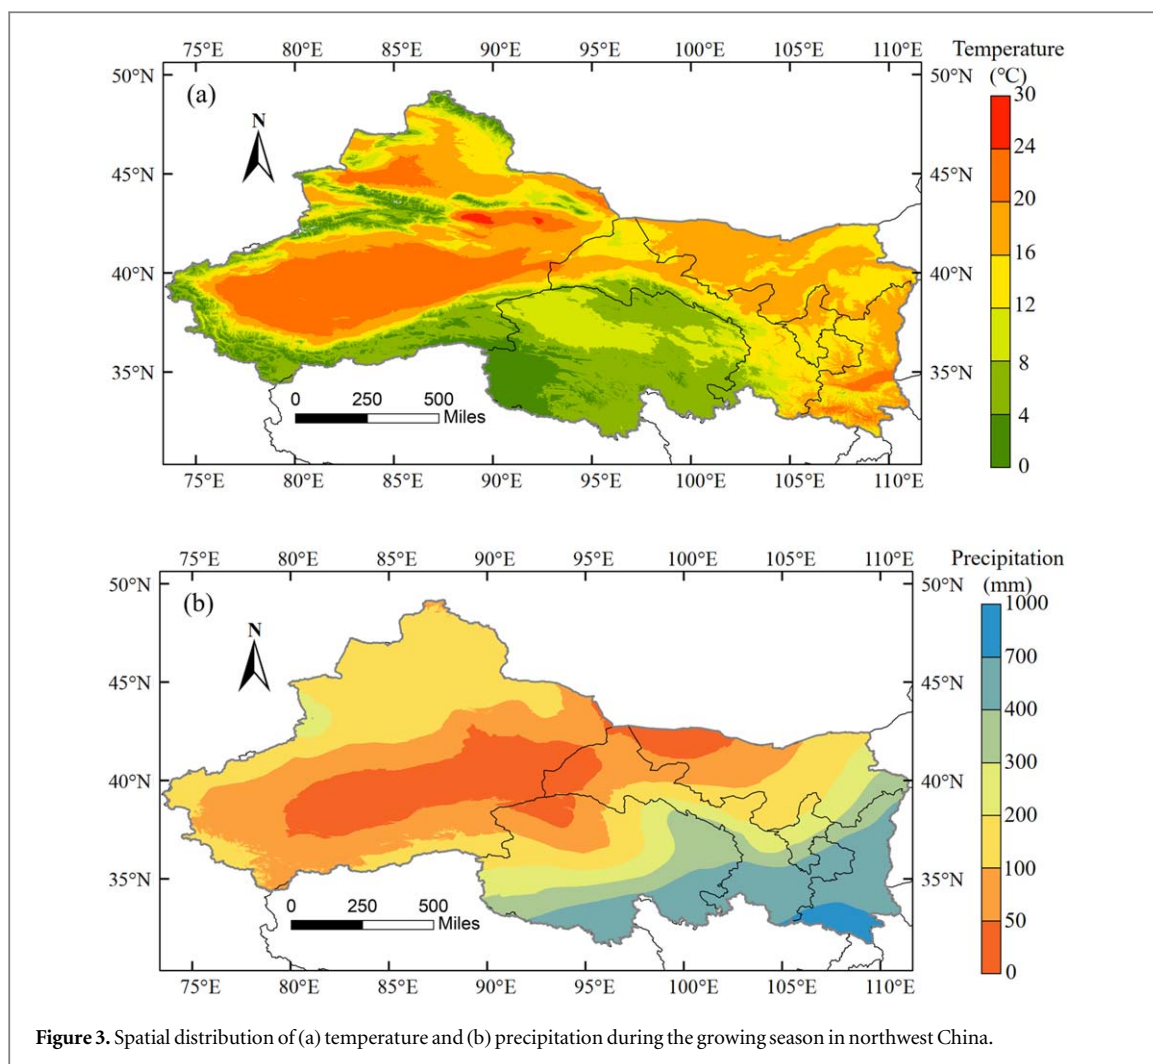 75°E 80°E 85°E 90°E 95°E 100°E 105°E 110°E
Temperature
(°C)
50°N 50°N
(a)
N
30
24
45°N 45°N
20
16
40°N 40°N
12
8
35°N 35°N
0 250 500
Miles
4
0
75°E 80°E 85°E 90°E 95°E 100°E 105°E 110°E
75°E 80°E 85°E 90°E 95°E 100°E 105°E 110°E
Precipitation
(mm)
50°N 50°N
(b)
N
1000
700
45°N 45°N
400
300
40°N 40°N
200
100
35°N 35°N
0 250 500
Miles
50
0
75°E 80°E 85°E 90°E 95°E 100°E 105°E 110°E
Figure 3. Spatial distribution of (a) temperature and (b) precipitation during the growing season in northwest China.